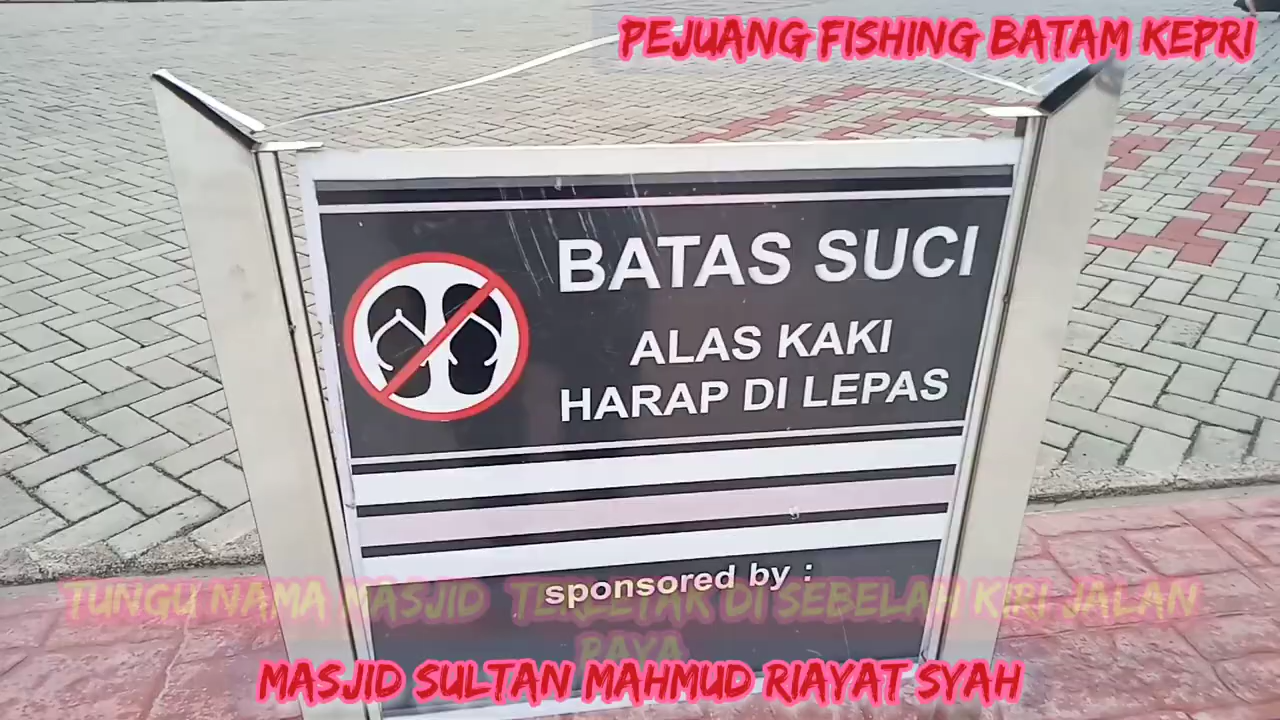 PEJUANG FISHING BATAM KEPRI
BATAS SUCI
ALAS KAKI
HARAP DI LEPAS
sponsored by :
TUNGU NAMA MASJID TERLETAK DI SEBELAH KIRI JALAN
RAYA
MASJID SULTAN MAHMUD RIAYAT SYAH